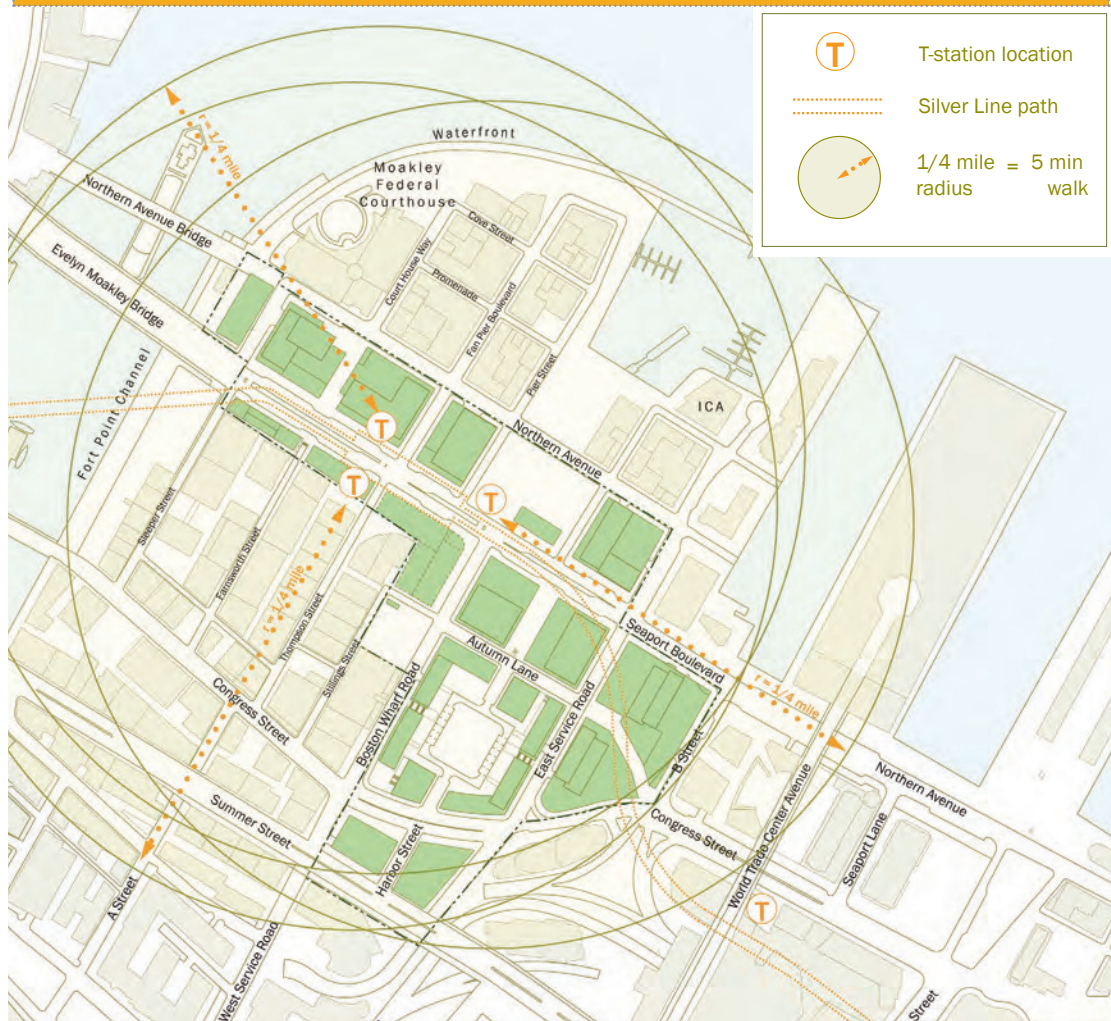 T
T-station location
Silver Line path
1/4 mile = 5 min
radius walk
r = 1/4 mile
Waterfront
Moakley
Federal
Courthouse
Northern Avenue Bridge
Evelyn Moakley Bridge
Cove Street
Court House Way
Promenade
Fan Pier Boulevard
Pier Street
ICA
Fort Point Channel
Northern Avenue
T
T
T
Sleeper Street
Farnsworth Street
r = 1/4 mile
Thompson Street
Stillings Street
Seaport Boulevard
Autumn Lane
Boston Wharf Road
East Service Road
r = 1/4 mile
B Street
Congress Street
Summer Street
Harbor Street
A Street
West Service Road
Congress Street
World Trade Center Avenue
Northern Avenue
Seaport Lane
T
Street